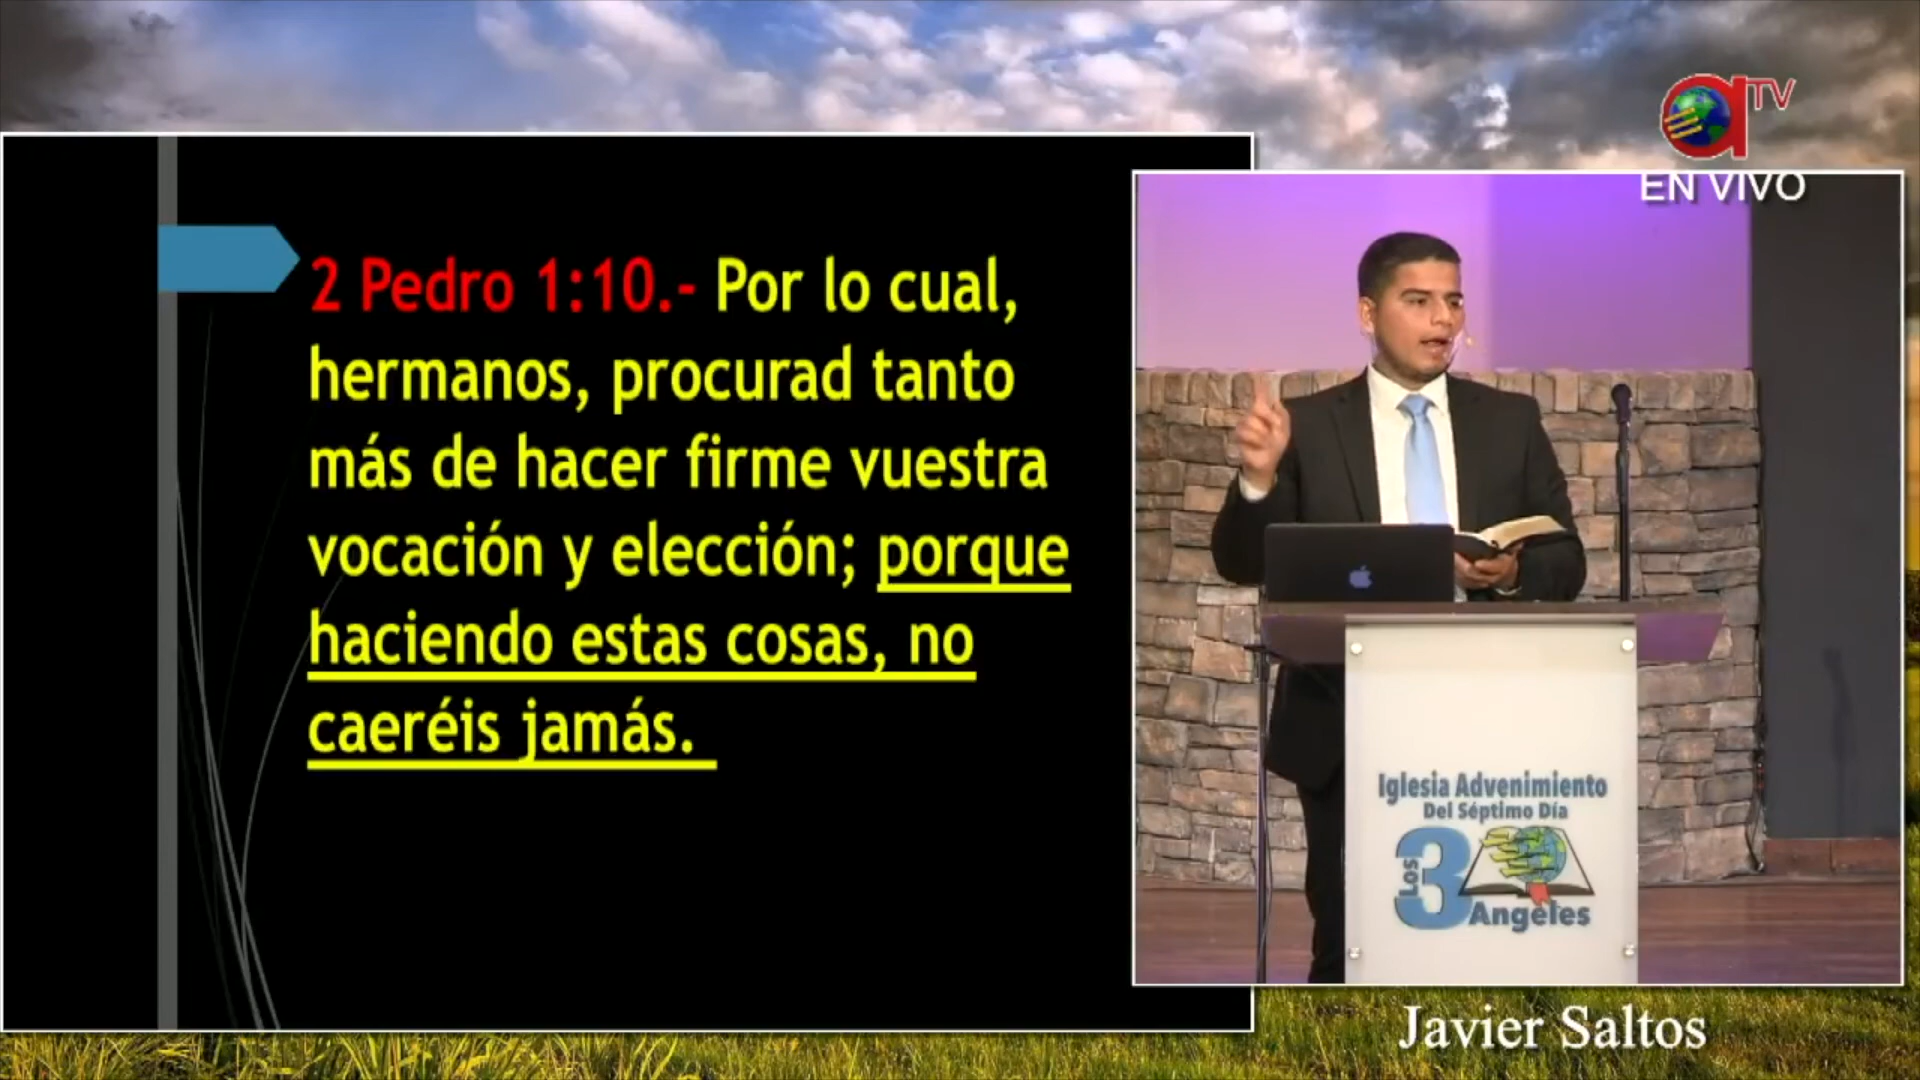 TV
EN VIVO
2 Pedro 1:10.- Por lo cual,
hermanos, procurad tanto
más de hacer firme vuestra
vocación y elección; porque
haciendo estas cosas, no
caeréis jamás.
Iglesia Advenimiento
Del Séptimo Día
Los 3 Angeles
Javier Saltos